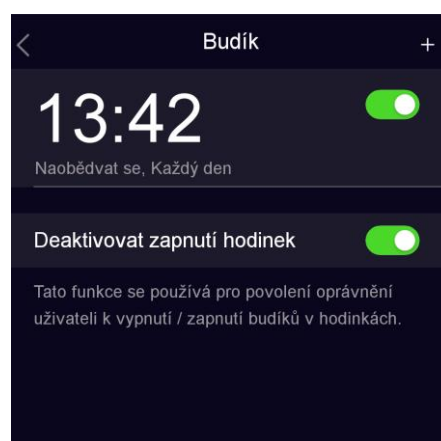 Budík
+
13:42
Naobědvat se, Každý den
Deaktivovat zapnutí hodinek
Tato funkce se používá pro povolení oprávnění
uživateli k vypnutí / zapnutí budíků v hodinkách.